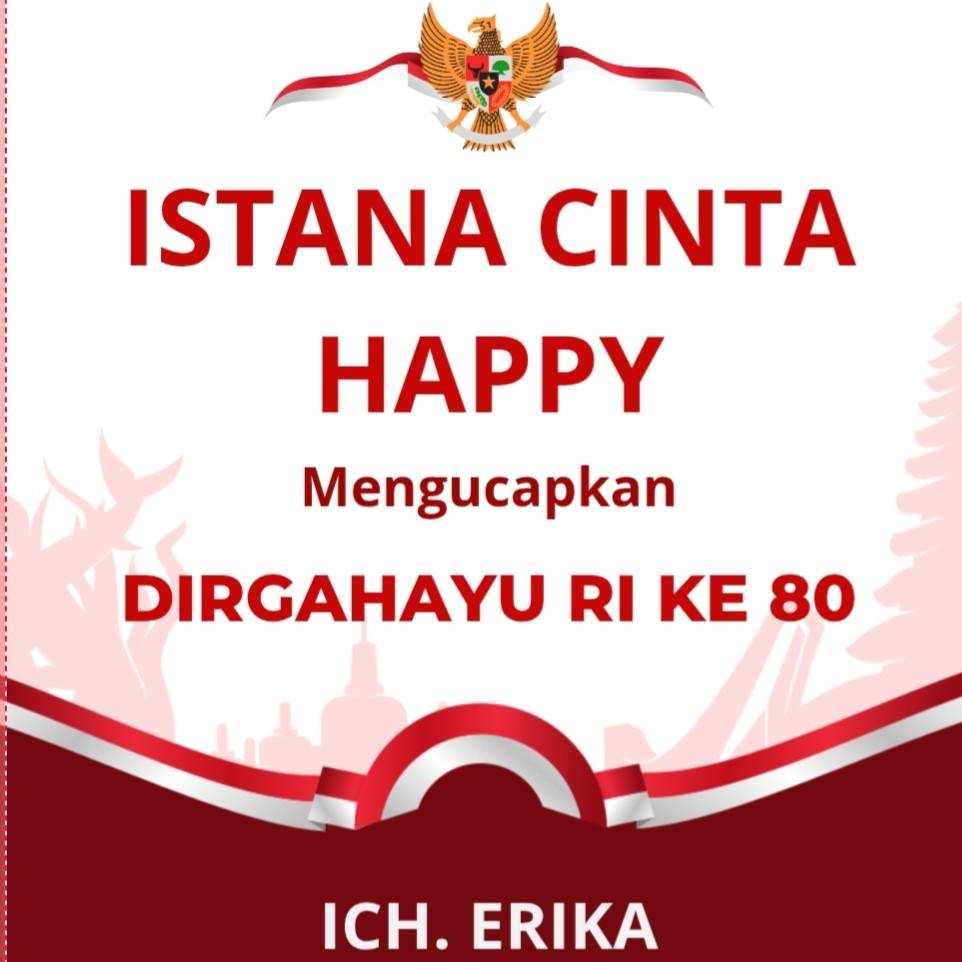 ISTANA CINTA
HAPPY
Mengucapkan
DIRGAHAYU RI KE 80
ICH. ERIKA